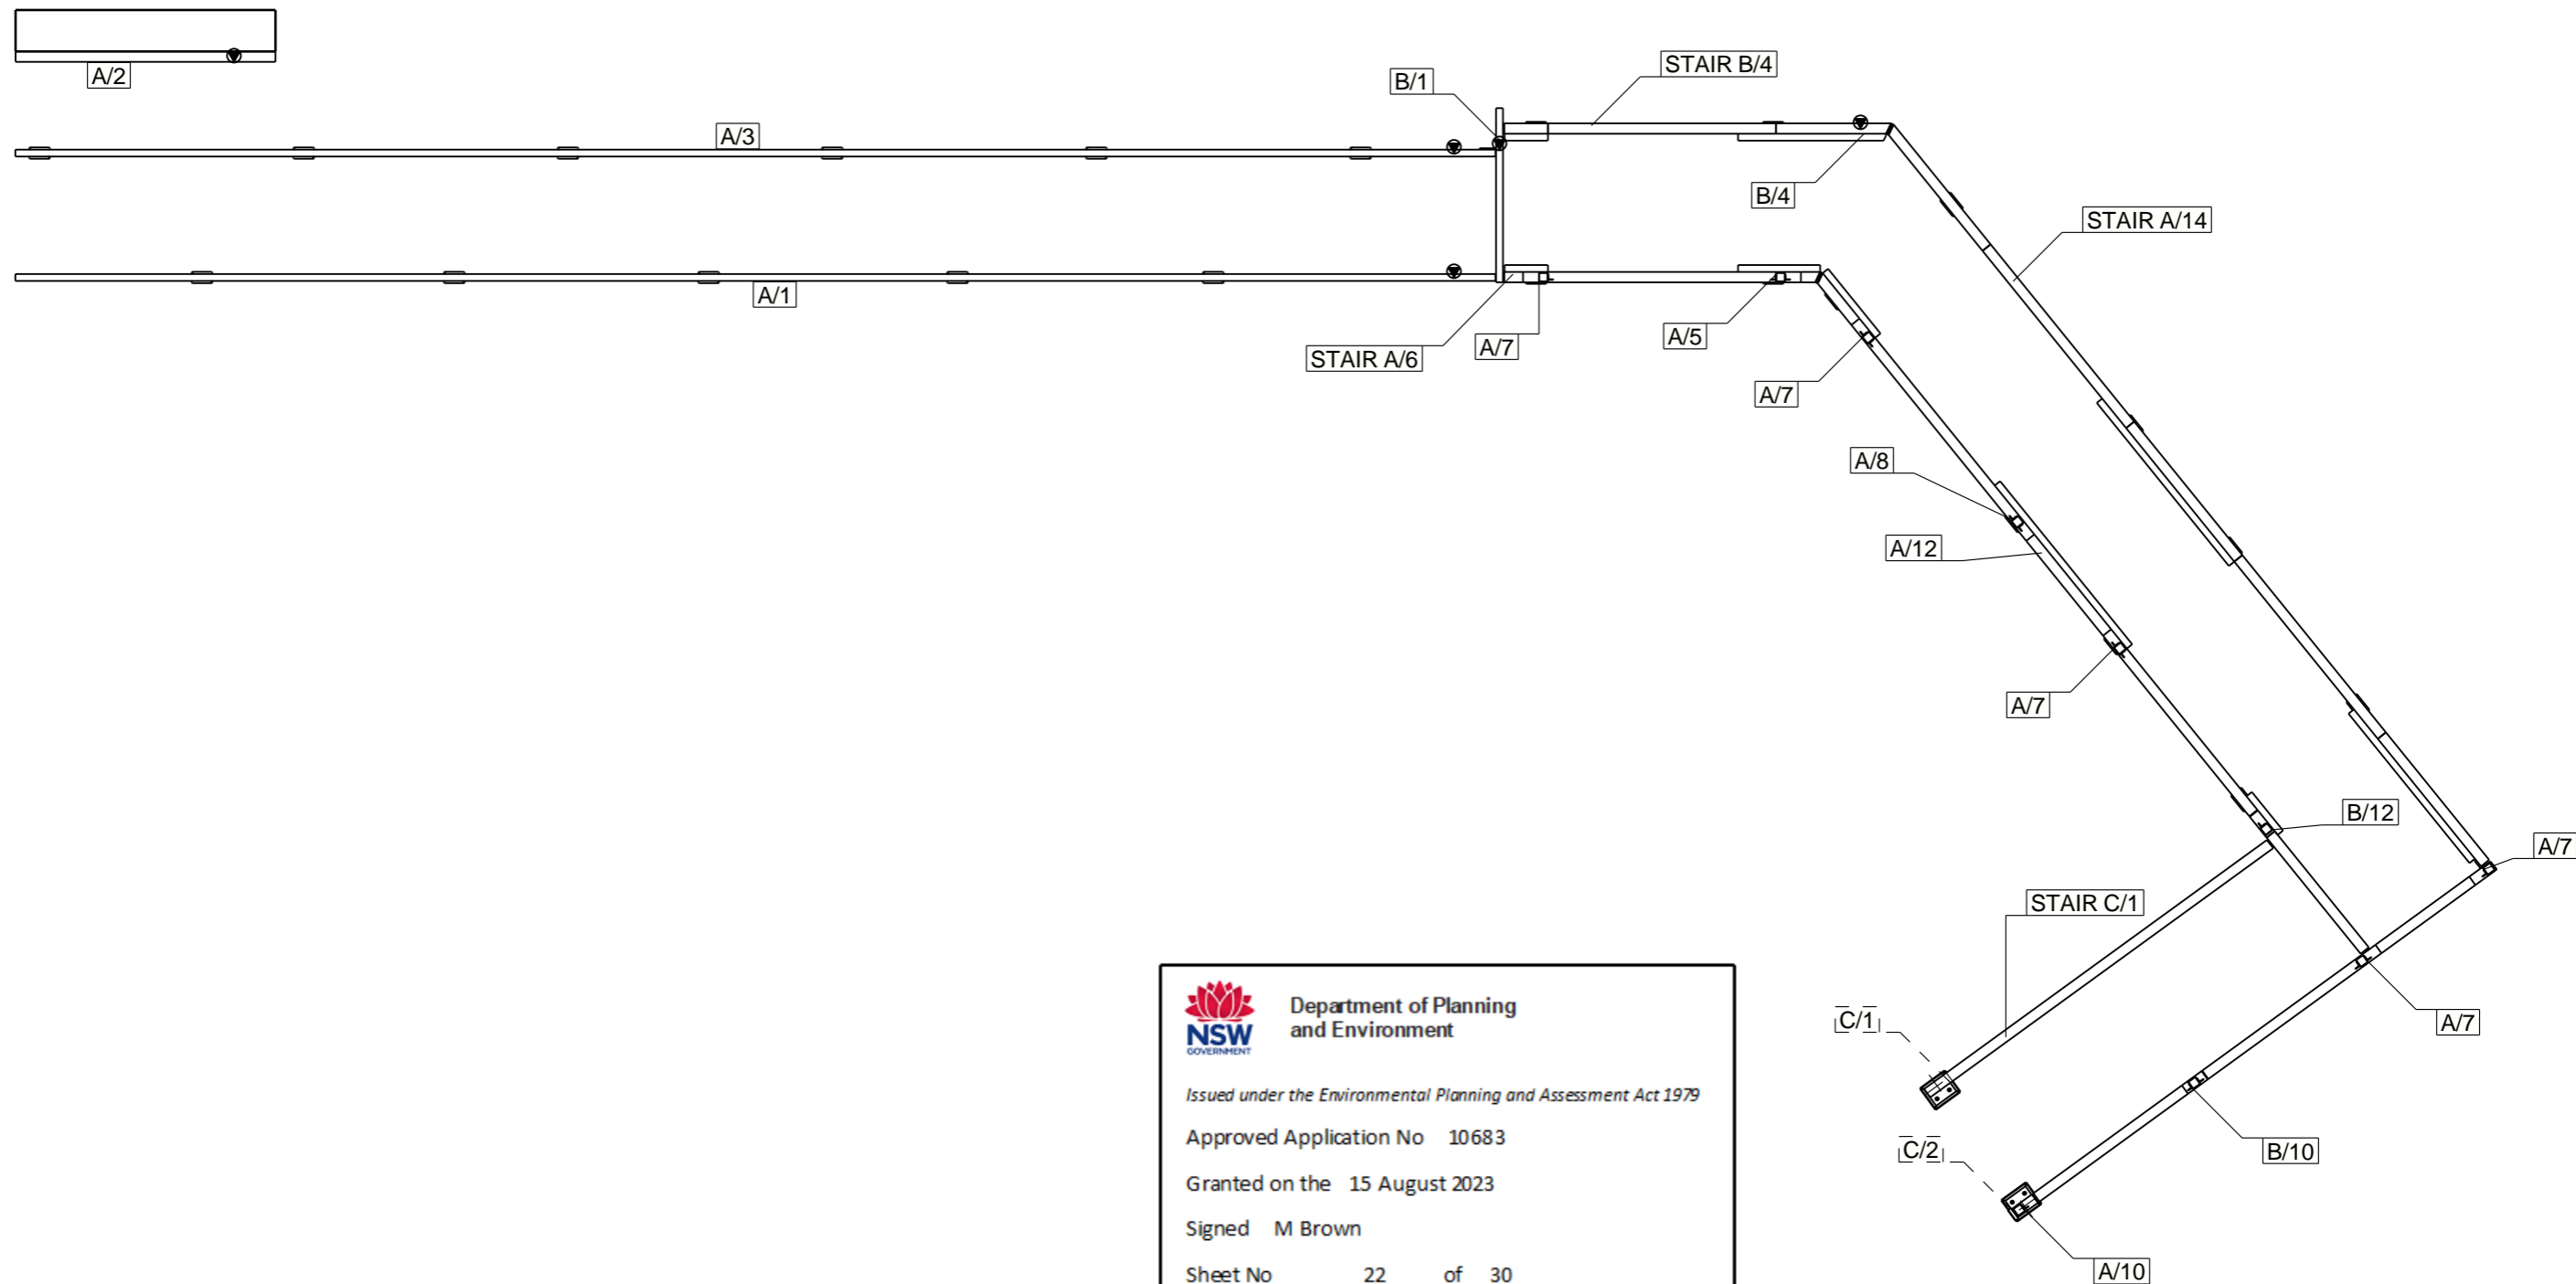 A/2
A/3
A/1
B/1
STAIR B/4
B/4
STAIR A/14
STAIR A/6
A/7
A/5
A/7
A/8
A/12
A/7
B/12
A/7
STAIR C/1
C/1
A/7
C/2
B/10
A/10
NSW
GOVERNMENT
Department of Planning
and Environment
Issued under the Environmental Planning and Assessment Act 1979
Approved Application No 10683
Granted on the 15 August 2023
Signed M Brown
Sheet No 22 of 30